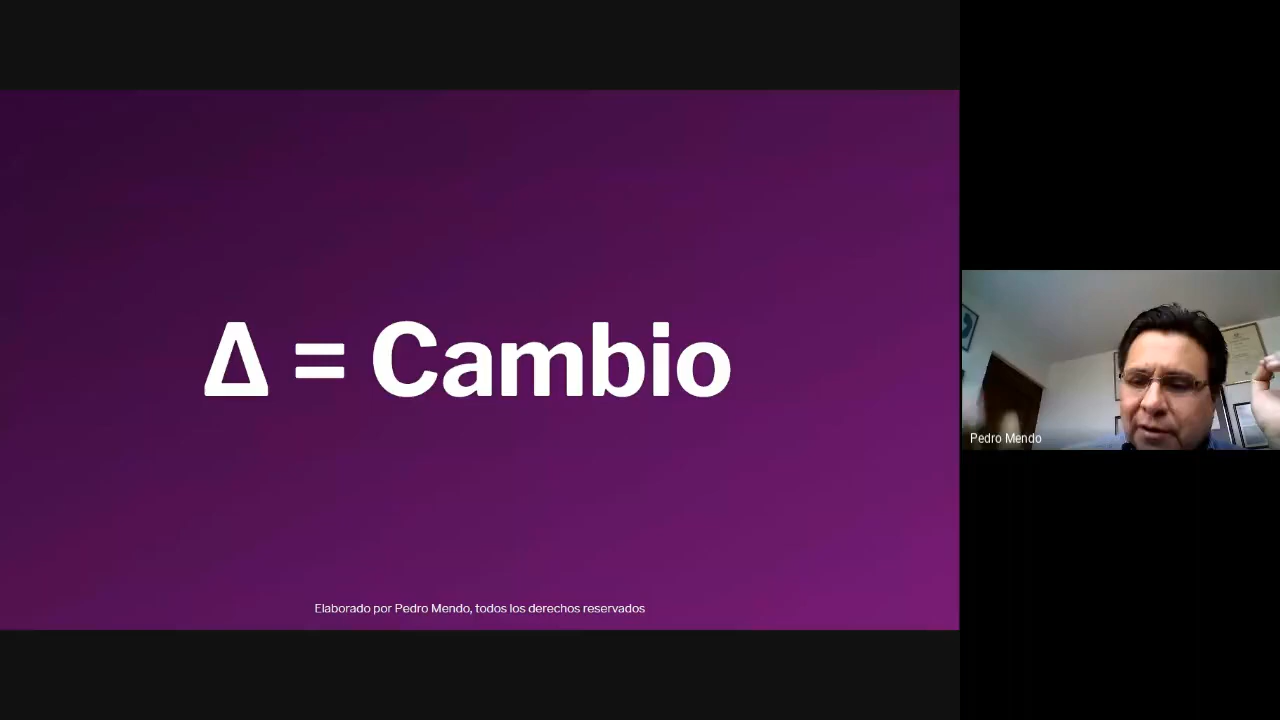 Δ = Cambio
Elaborado por Pedro Mendo, todos los derechos reservados
Pedro Mendo